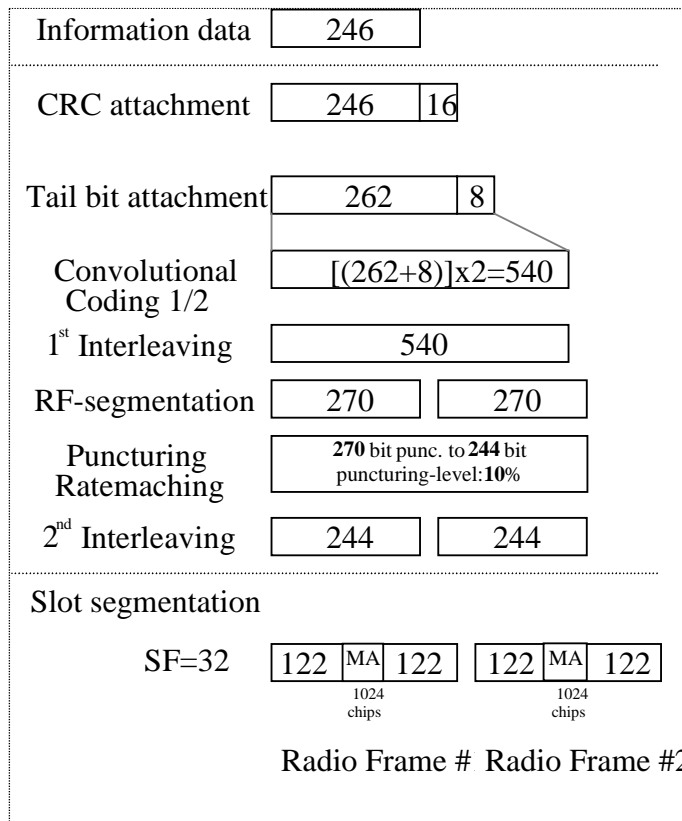 Information data 246
CRC attachment 246 16
Tail bit attachment 262 8
Convolutional
Coding 1/2
[(262+8)]x2=540
1st Interleaving 540
RF-segmentation 270 270
Puncturing
Ratemaching
270 bit punc. to 244 bit
puncturing-level:10%
2nd Interleaving 244 244
Slot segmentation
SF=32 122 MA 122 122 MA 122
1024
chips
1024
chips
Radio Frame # Radio Frame #2